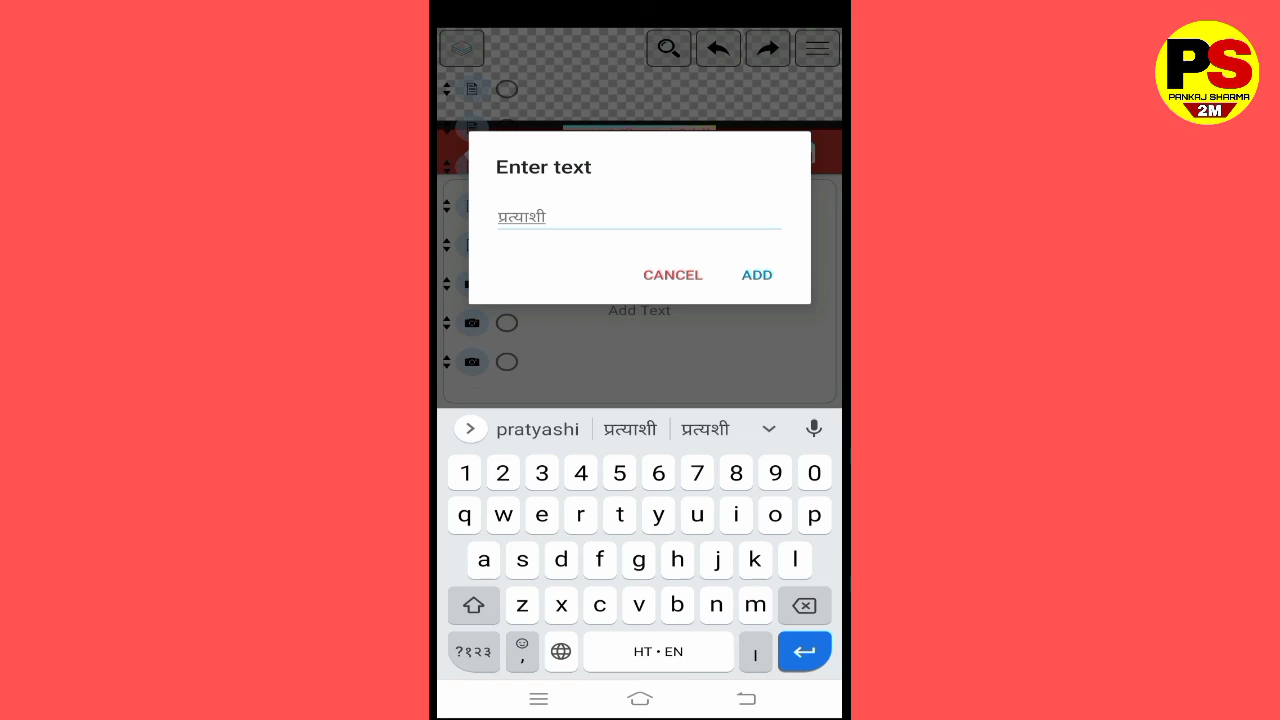 PS
PANKAJ SHARMA
2M
Enter text
प्रत्याशी
CANCEL ADD
Add Text
pratyashi प्रत्याशी प्रत्यशी
1 2 3 4 5 6 7 8 9 0
q w e r t y u i o p
a s d f g h j k l
z x c v b n m
?१२३ , HT • EN ।